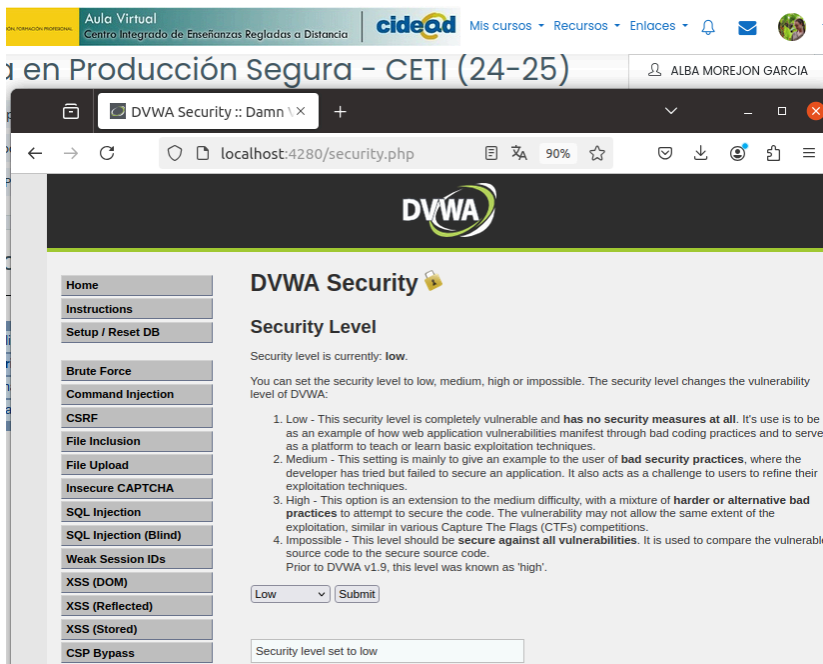 ÓN, FORMACIÓN PROFESIONAL
Aula Virtual
Centro Integrado de Enseñanzas Regladas a Distancia
cidead
Mis cursos
Recursos
Enlaces
a en Producción Segura - CETI (24-25)
ALBA MOREJON GARCIA
DVWA Security :: Damn V
localhost:4280/security.php
90%
DVWA
Home
Instructions
Setup / Reset DB
Brute Force
Command Injection
CSRF
File Inclusion
File Upload
Insecure CAPTCHA
SQL Injection
SQL Injection (Blind)
Weak Session IDs
XSS (DOM)
XSS (Reflected)
XSS (Stored)
CSP Bypass
DVWA Security
Security Level
Security level is currently: low.
You can set the security level to low, medium, high or impossible. The security level changes the vulnerability
level of DVWA:
1. Low - This security level is completely vulnerable and has no security measures at all. It's use is to be
as an example of how web application vulnerabilities manifest through bad coding practices and to serve
as a platform to teach or learn basic exploitation techniques.
2. Medium - This setting is mainly to give an example to the user of bad security practices, where the
developer has tried but failed to secure an application. It also acts as a challenge to users to refine their
exploitation techniques.
3. High - This option is an extension to the medium difficulty, with a mixture of harder or alternative bad
practices to attempt to secure the code. The vulnerability may not allow the same extent of the
exploitation, similar in various Capture The Flags (CTFs) competitions.
4. Impossible - This level should be secure against all vulnerabilities. It is used to compare the vulnerable
source code to the secure source code.
Prior to DVWA v1.9, this level was known as 'high'.
Low
Submit
Security level set to low